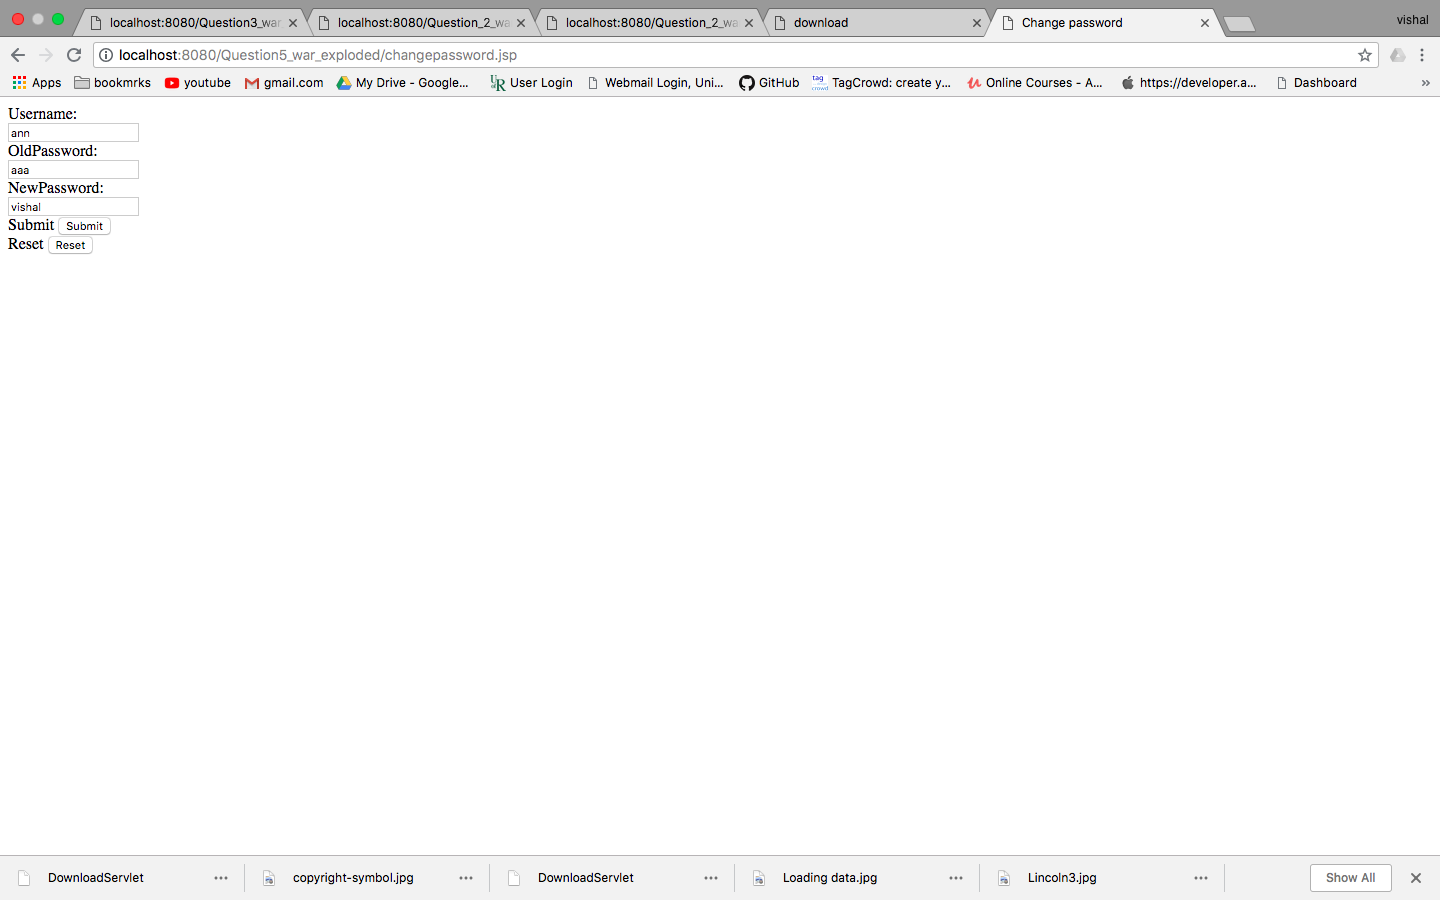 localhost:8080/Question3_war localhost:8080/Question_2_wa localhost:8080/Question_2_wa download Change password vishal
localhost:8080/Question5_war_exploded/changepassword.jsp
Apps bookmrks youtube gmail.com My Drive - Google... User Login Webmail Login, Uni... GitHub TagCrowd: create y... Online Courses - A... https://developer.a... Dashboard »
Username:
ann
OldPassword:
aaa
NewPassword:
vishal
Submit Submit
Reset Reset
DownloadServlet copyright-symbol.jpg DownloadServlet Loading data.jpg Lincoln3.jpg Show All